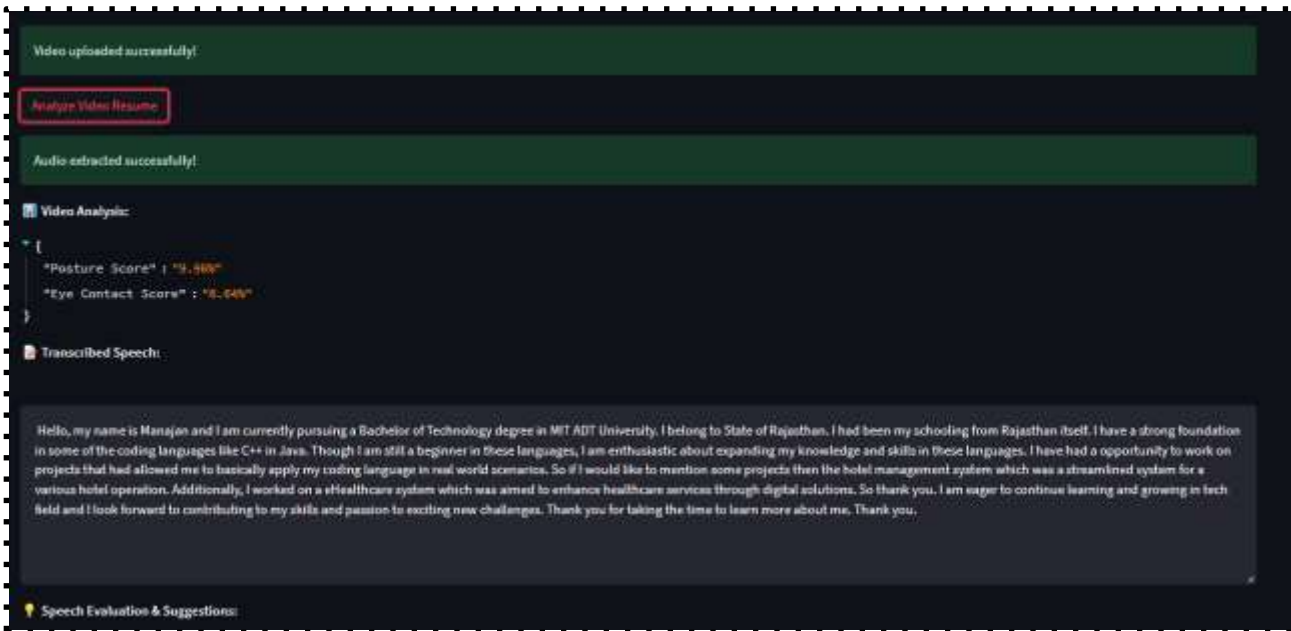 Video uploaded successfully!
Analyze Video Resume
Audio extracted successfully!
📊 Video Analysis:
{
"Posture Score" :
"Eye Contact Score" :
}
📝 Transcribed Speech:
Hello, my name is Manajan and I am currently pursuing a Bachelor of Technology degree in MIT ADT University. I belong to State of Rajasthan. I had been my schooling from Rajasthan itself. I have a strong foundation
in some of the coding languages like C++ in Java. Though I am still a beginner in these languages, I am enthusiastic about expanding my knowledge and skills in these languages. I have had a opportunity to work on
projects that had allowed me to basically apply my coding language in real world scenarios. So if I would like to mention some projects then the hotel management system which was a streamlined system for a
various hotel operation. Additionally, I worked on a eHealthcare system which was aimed to enhance healthcare services through digital solutions. So thank you. I am eager to continue learning and growing in tech
field and I look forward to contributing to my skills and passion to exciting new challenges. Thank you for taking the time to learn more about me. Thank you.
💡 Speech Evaluation & Suggestions: